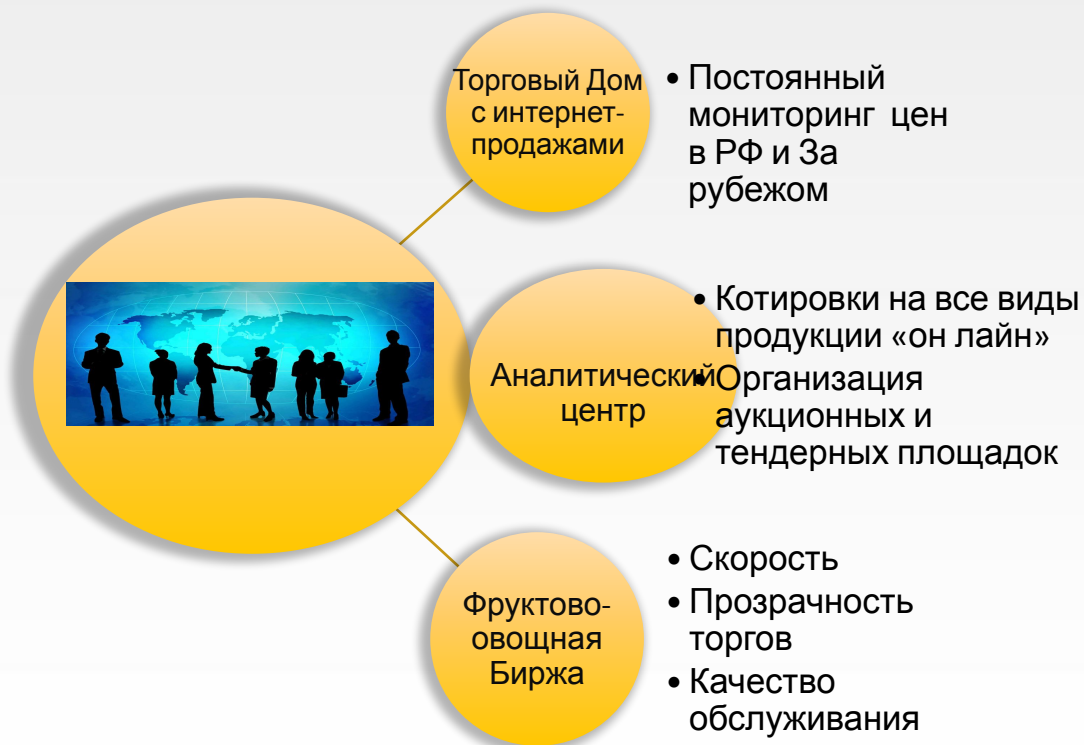 Торговый Дом
с интернет-
продажами
• Постоянный
мониторинг цен
в РФ и За
рубежом
Аналитический
центр
• Котировки на все виды
продукции «он лайн»
• Организация
аукционных и
тендерных площадок
Фруктово-
овощная
Биржа
• Скорость
• Прозрачность
торгов
• Качество
обслуживания